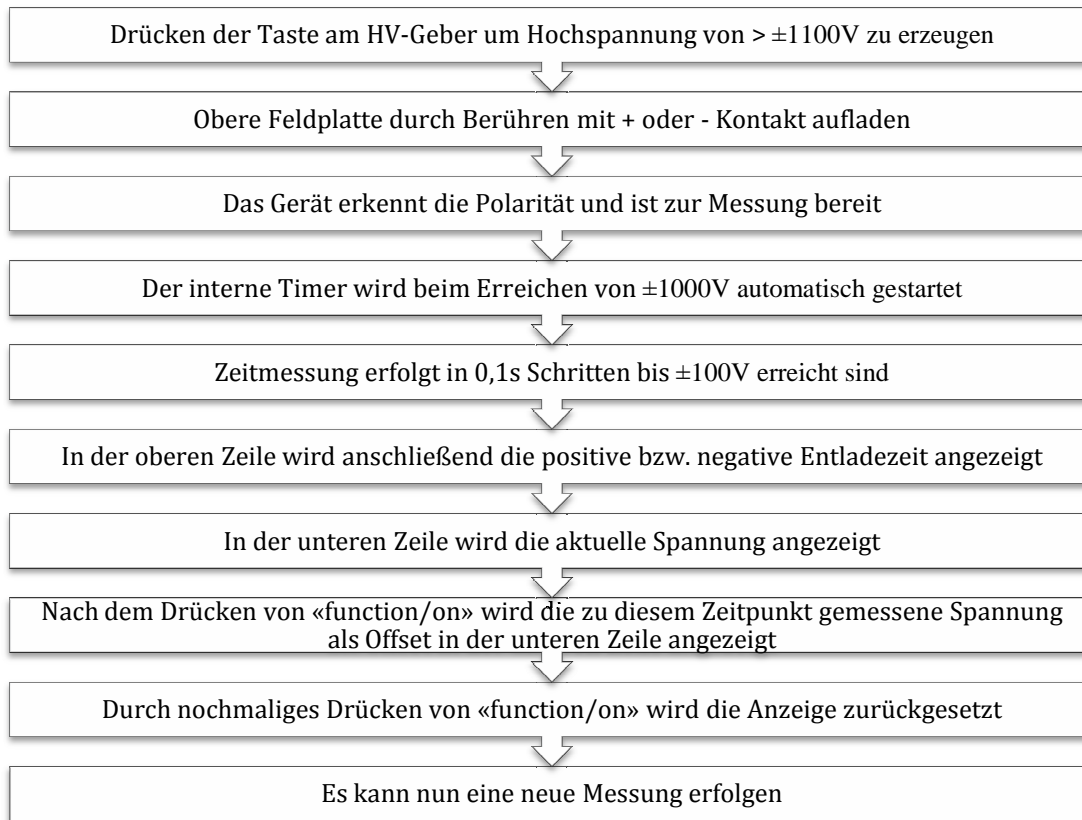 Drücken der Taste am HV-Geber um Hochspannung von > ±1100V zu erzeugen
Obere Feldplatte durch Berühren mit + oder - Kontakt aufladen
Das Gerät erkennt die Polarität und ist zur Messung bereit
Der interne Timer wird beim Erreichen von ±1000V automatisch gestartet
Zeitmessung erfolgt in 0,1s Schritten bis ±100V erreicht sind
In der oberen Zeile wird anschließend die positive bzw. negative Entladezeit angezeigt
In der unteren Zeile wird die aktuelle Spannung angezeigt
Nach dem Drücken von «function/on» wird die zu diesem Zeitpunkt gemessene Spannung
als Offset in der unteren Zeile angezeigt
Durch nochmaliges Drücken von «function/on» wird die Anzeige zurückgesetzt
Es kann nun eine neue Messung erfolgen